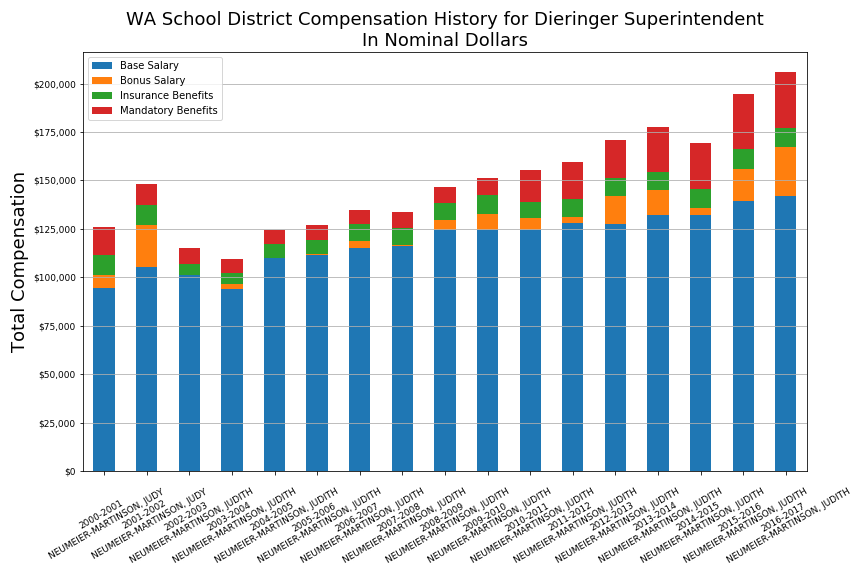 WA School District Compensation History for Dieringer Superintendent
In Nominal Dollars
Base Salary
Bonus Salary
Insurance Benefits
Mandatory Benefits
Total Compensation
$200,000
$175,000
$150,000
$125,000
$100,000
$75,000
$50,000
$25,000
$0
2000-2001
NEUMEIER-MARTINSON, JUDY
2001-2002
NEUMEIER-MARTINSON, JUDY
2002-2003
NEUMEIER-MARTINSON, JUDITH
2003-2004
NEUMEIER-MARTINSON, JUDITH
2004-2005
NEUMEIER-MARTINSON, JUDITH
2005-2006
NEUMEIER-MARTINSON, JUDITH
2006-2007
NEUMEIER-MARTINSON, JUDITH
2007-2008
NEUMEIER-MARTINSON, JUDITH
2008-2009
NEUMEIER-MARTINSON, JUDITH
2009-2010
NEUMEIER-MARTINSON, JUDITH
2010-2011
NEUMEIER-MARTINSON, JUDITH
2011-2012
NEUMEIER-MARTINSON, JUDITH
2012-2013
NEUMEIER-MARTINSON, JUDITH
2013-2014
NEUMEIER-MARTINSON, JUDITH
2014-2015
NEUMEIER-MARTINSON, JUDITH
2015-2016
NEUMEIER-MARTINSON, JUDITH
2016-2017
NEUMEIER-MARTINSON, JUDITH